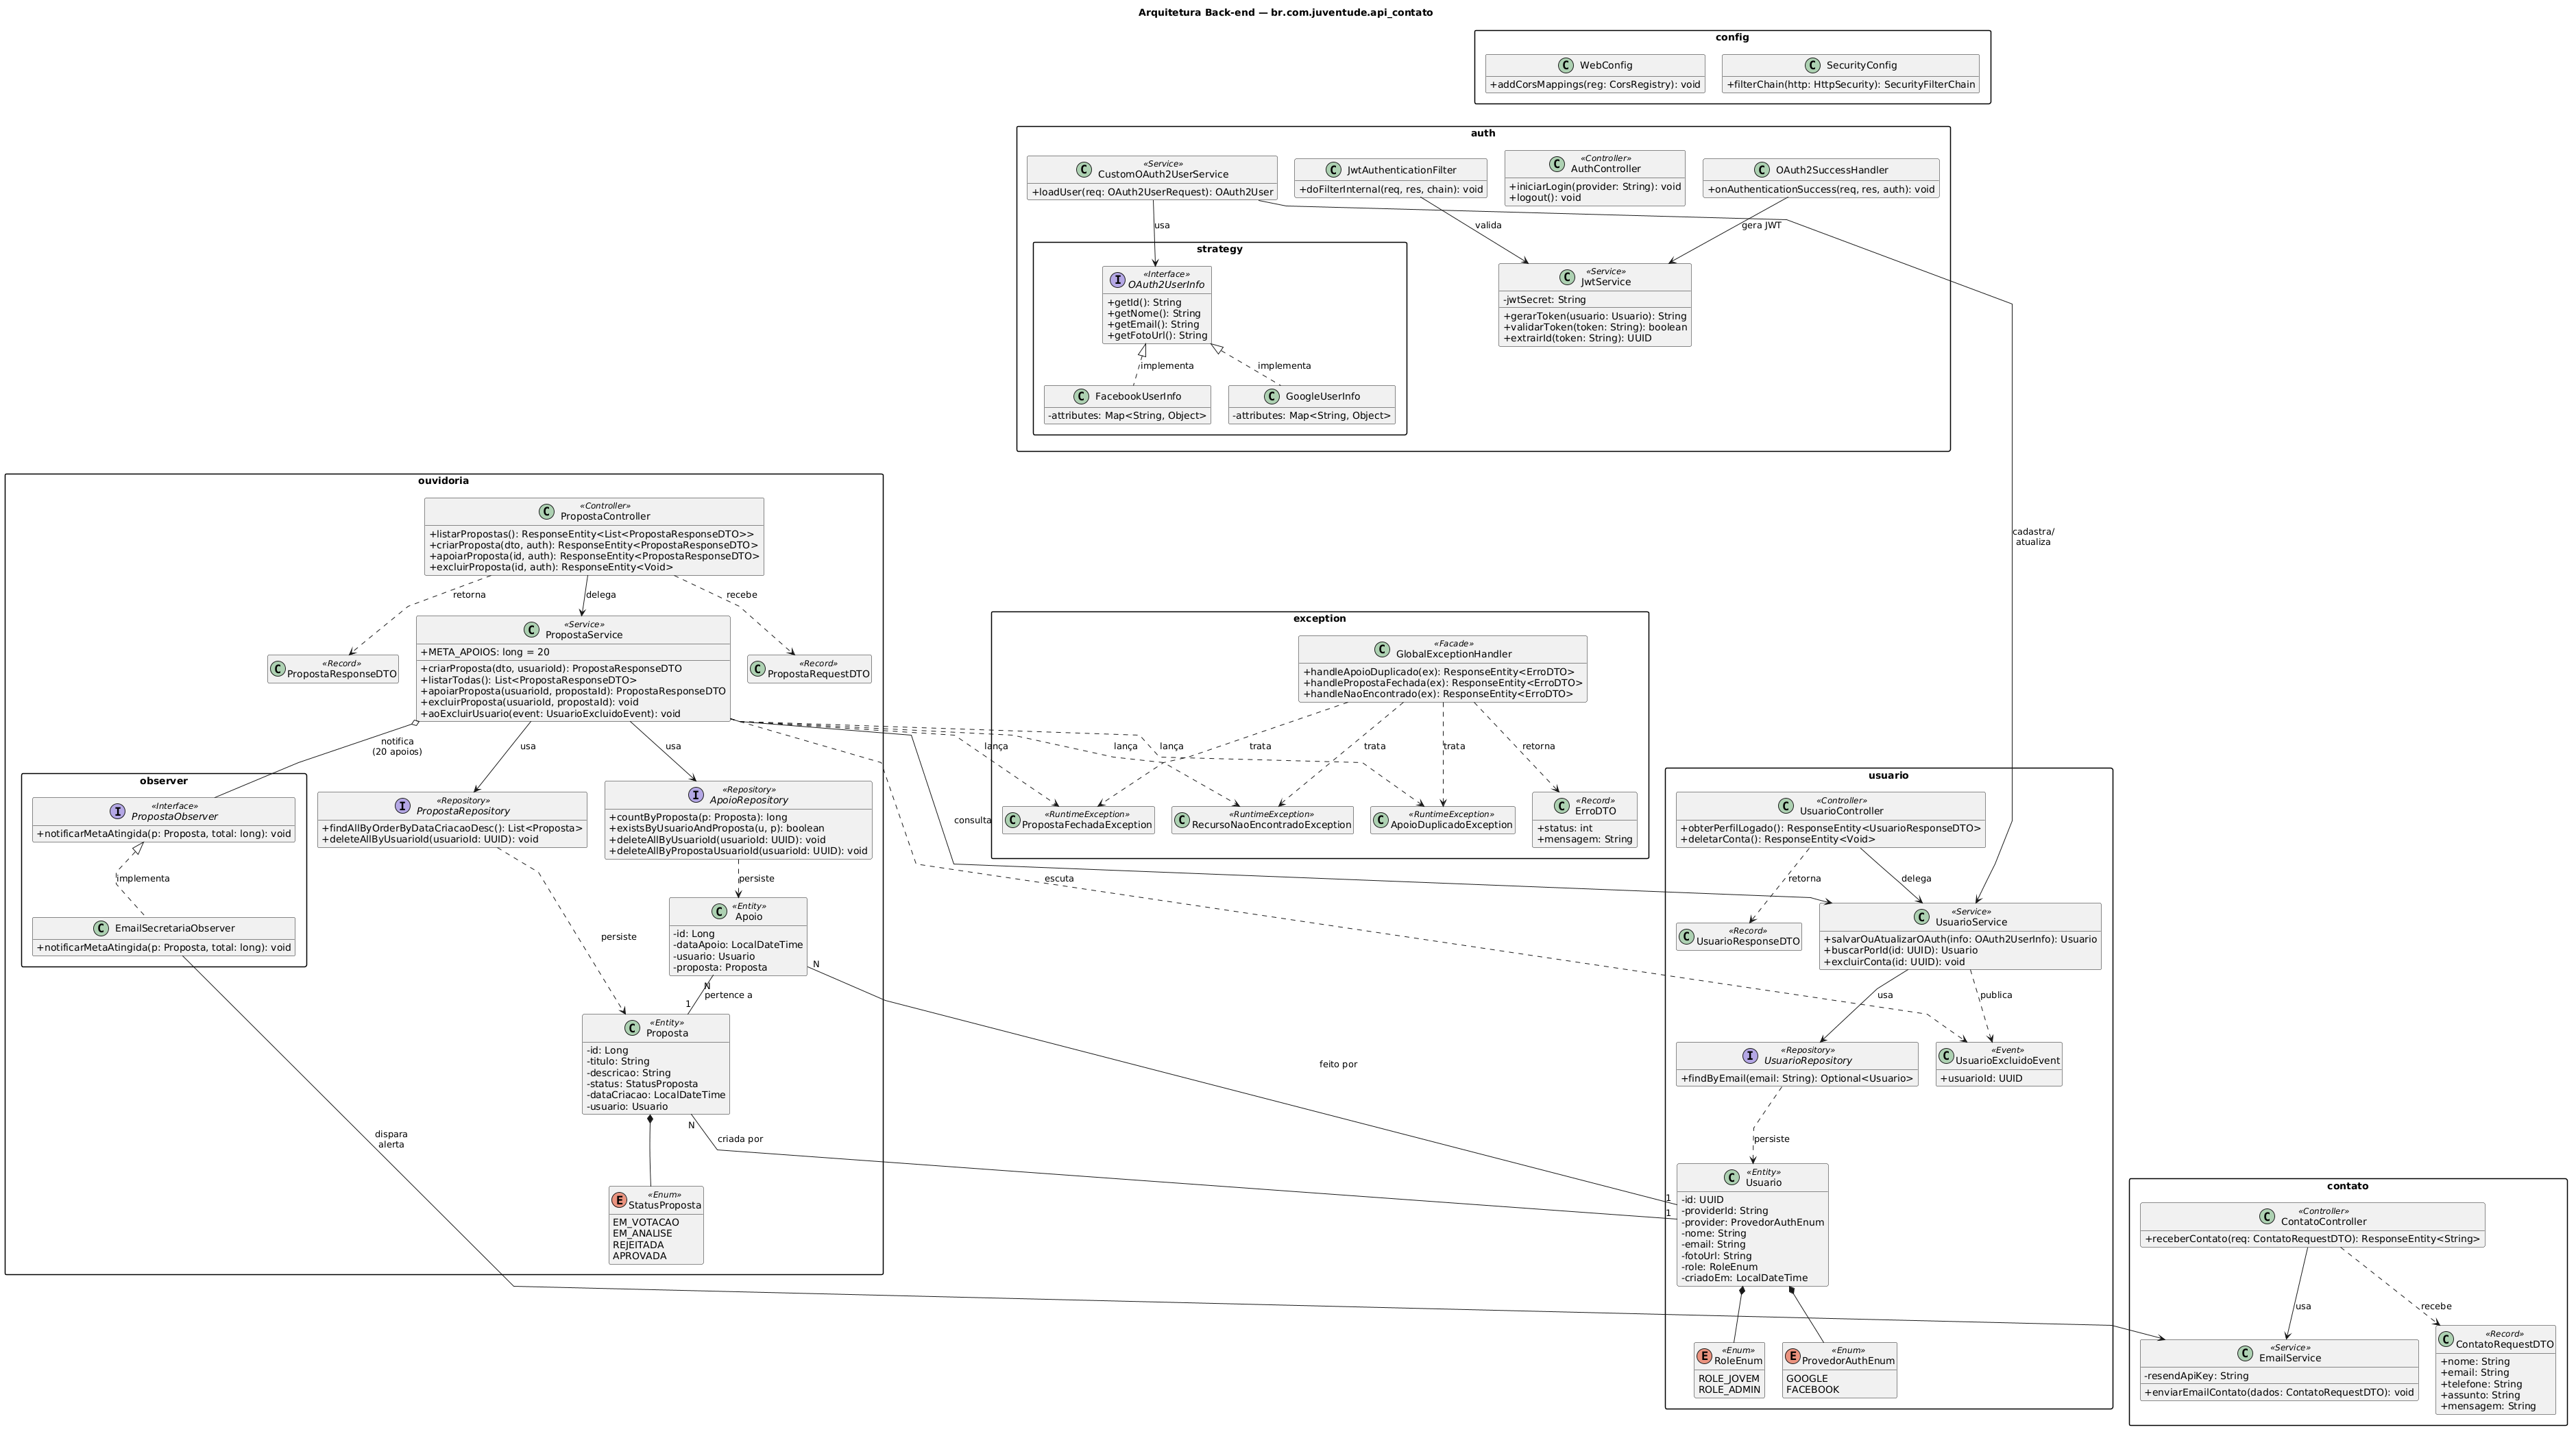 Arquitetura Back-end — br.com.juventude.api_contato
config
C WebConfig
+addCorsMappings(reg: CorsRegistry): void
C SecurityConfig
+filterChain(http: HttpSecurity): SecurityFilterChain
auth
«Service»
C CustomOAuth2UserService
+loadUser(req: OAuth2UserRequest): OAuth2User
C JwtAuthenticationFilter
+doFilterInternal(req, res, chain): void
«Controller»
C AuthController
+iniciarLogin(provider: String): void
+logout(): void
C OAuth2SuccessHandler
+onAuthenticationSuccess(req, res, auth): void
usa
valida
gera JWT
strategy
«Interface»
I OAuth2UserInfo
+getId(): String
+getNome(): String
+getEmail(): String
+getFotoUrl(): String
«Service»
C JwtService
-jwtSecret: String
+gerarToken(usuario: Usuario): String
+validarToken(token: String): boolean
+extrairId(token: String): UUID
implementa
implementa
C FacebookUserInfo
-attributes: Map<String, Object>
C GoogleUserInfo
-attributes: Map<String, Object>
cadastra/
atualiza
ouvidoria
«Controller»
C PropostaController
+listarPropostas(): ResponseEntity<List<PropostaResponseDTO>>
+criarProposta(dto, auth): ResponseEntity<PropostaResponseDTO>
+apoiarProposta(id, auth): ResponseEntity<PropostaResponseDTO>
+excluirProposta(id, auth): ResponseEntity<Void>
retorna
delega
recebe
«Record»
C PropostaResponseDTO
«Service»
C PropostaService
+META_APOIOS: long = 20
+criarProposta(dto, usuarioId): PropostaResponseDTO
+listarTodas(): List<PropostaResponseDTO>
+apoiarProposta(usuarioId, propostaId): PropostaResponseDTO
+excluirProposta(usuarioId, propostaId): void
+aoExcluirUsuario(event: UsuarioExcluidoEvent): void
«Record»
C PropostaRequestDTO
notifica
(20 apoios)
usa
usa
lança
lança
lança
consulta
escuta
observer
«Interface»
I PropostaObserver
+notificarMetaAtingida(p: Proposta, total: long): void
implementa
C EmailSecretariaObserver
+notificarMetaAtingida(p: Proposta, total: long): void
«Repository»
I PropostaRepository
+findAllByOrderByDataCriacaoDesc(): List<Proposta>
+deleteAllByUsuarioId(usuarioId: UUID): void
«Repository»
I ApoioRepository
+countByProposta(p: Proposta): long
+existsByUsuarioAndProposta(u, p): boolean
+deleteAllByUsuarioId(usuarioId: UUID): void
+deleteAllByPropostaUsuarioId(usuarioId: UUID): void
persiste
persiste
«Entity»
C Apoio
-id: Long
-dataApoio: LocalDateTime
-usuario: Usuario
-proposta: Proposta
N
N
pertence a
1
«Entity»
C Proposta
-id: Long
-titulo: String
-descricao: String
-status: StatusProposta
-dataCriacao: LocalDateTime
-usuario: Usuario
N
criada por
feito por
1
1
dispara
alerta
«Enum»
E StatusProposta
EM_VOTACAO
EM_ANALISE
REJEITADA
APROVADA
exception
«Facade»
C GlobalExceptionHandler
+handleApoioDuplicado(ex): ResponseEntity<ErroDTO>
+handlePropostaFechada(ex): ResponseEntity<ErroDTO>
+handleNaoEncontrado(ex): ResponseEntity<ErroDTO>
trata
trata
trata
retorna
«RuntimeException»
C PropostaFechadaException
«RuntimeException»
C RecursoNaoEncontradoException
«RuntimeException»
C ApoioDuplicadoException
«Record»
C ErroDTO
+status: int
+mensagem: String
usuario
«Controller»
C UsuarioController
+obterPerfilLogado(): ResponseEntity<UsuarioResponseDTO>
+deletarConta(): ResponseEntity<Void>
retorna
delega
«Record»
C UsuarioResponseDTO
«Service»
C UsuarioService
+salvarOuAtualizarOAuth(info: OAuth2UserInfo): Usuario
+buscarPorId(id: UUID): Usuario
+excluirConta(id: UUID): void
usa
publica
«Repository»
I UsuarioRepository
+findByEmail(email: String): Optional<Usuario>
«Event»
C UsuarioExcluidoEvent
+usuarioId: UUID
persiste
«Entity»
C Usuario
-id: UUID
-providerId: String
-provider: ProvedorAuthEnum
-nome: String
-email: String
-fotoUrl: String
-role: RoleEnum
-criadoEm: LocalDateTime
«Enum»
E RoleEnum
ROLE_JOVEM
ROLE_ADMIN
«Enum»
E ProvedorAuthEnum
GOOGLE
FACEBOOK
contato
«Controller»
C ContatoController
+receberContato(req: ContatoRequestDTO): ResponseEntity<String>
usa
recebe
«Service»
C EmailService
-resendApiKey: String
+enviarEmailContato(dados: ContatoRequestDTO): void
«Record»
C ContatoRequestDTO
+nome: String
+email: String
+telefone: String
+assunto: String
+mensagem: String